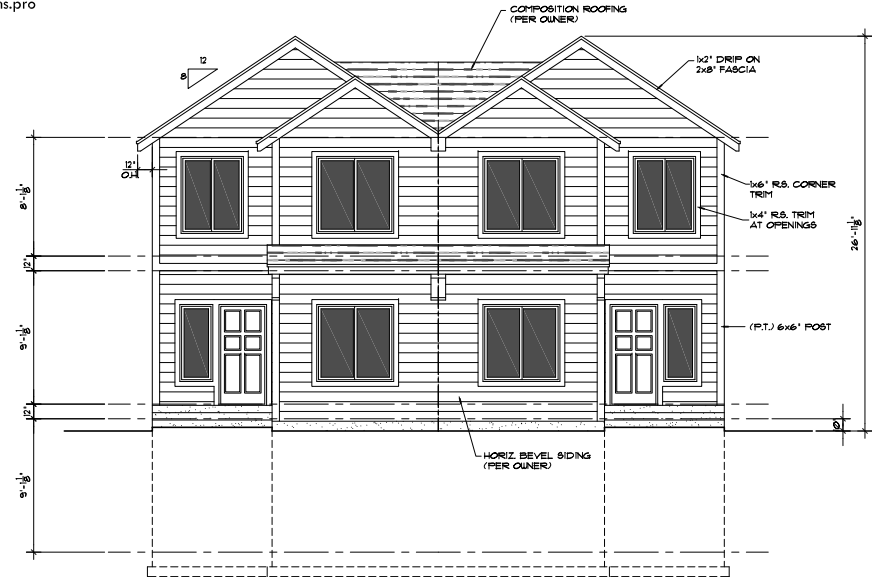 ns.pro
COMPOSITION ROOFING
(PER OWNER)
12
8
1x2" DRIP ON
2x8" FASCIA
12"
O.H.
8'-1 1/8"
1x6" R.S. CORNER
TRIM
1x4" R.S. TRIM
AT OPENINGS
26'-11 1/8"
12"
9'-1 1/8"
(P.T.) 6x6" POST
12"
HORIZ. BEVEL SIDING
(PER OWNER)
9'-1 1/8"